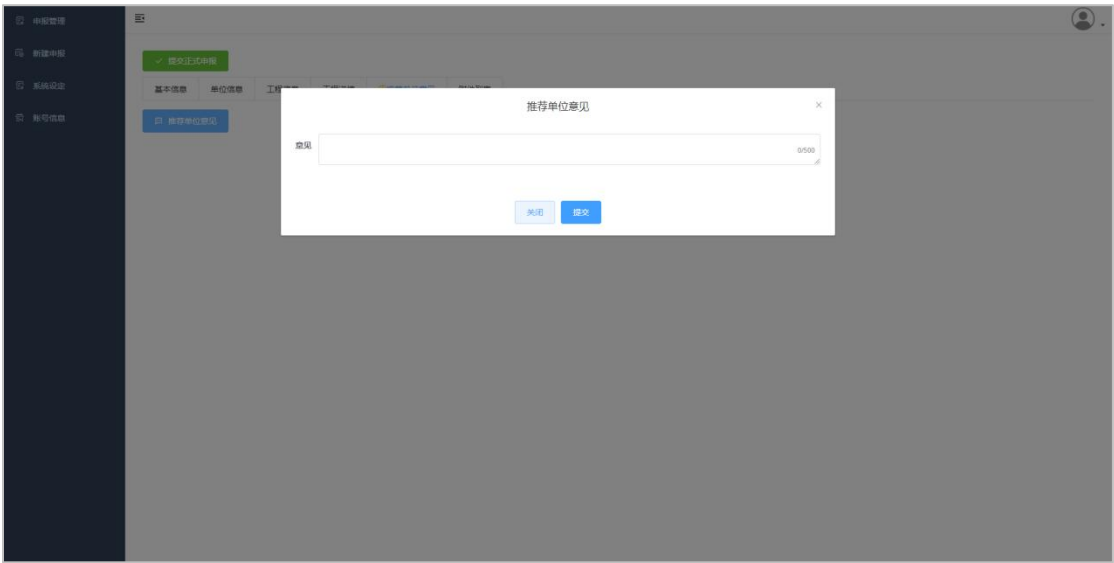 申报管理
新建申报
系统设定
账号信息
提交正式申报
基本信息
单位信息
推荐单位意见
推荐单位意见
意见
0/500
关闭
提交